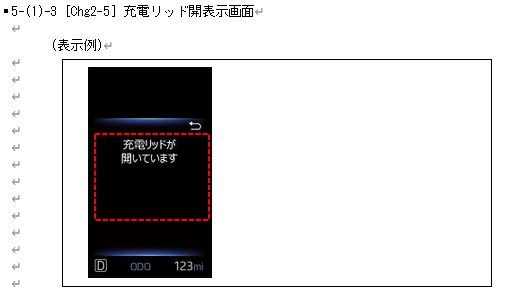 ▪5-(1)-3 [Chg2-5] 充電リッド開表示画面↵
(表示例)↵
充電リッドが
開いています
D ODO 123mi